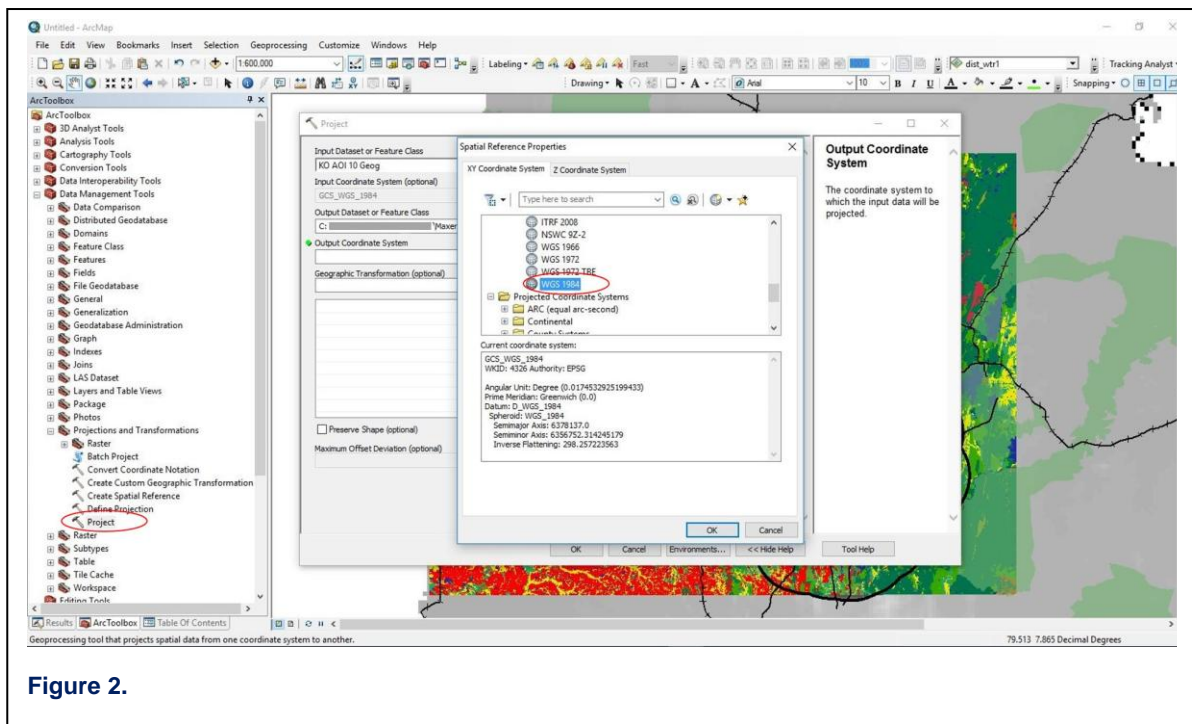 Untitled - ArcMap
File Edit View Bookmarks Insert Selection Geoprocessing Customize Windows Help
1:600,000
Labeling
Fast
dist_wtr1
Tracking Analyst
Drawing
A
Arial
10
B I U A
Snapping
ArcToolbox
ArcToolbox
3D Analyst Tools
Analysis Tools
Cartography Tools
Conversion Tools
Data Interoperability Tools
Data Management Tools
Data Comparison
Distributed Geodatabase
Domains
Feature Class
Features
Fields
File Geodatabase
General
Generalization
Geodatabase Administration
Graph
Indexes
Joins
LAS Dataset
Layers and Table Views
Package
Photos
Projections and Transformations
Raster
Batch Project
Convert Coordinate Notation
Create Custom Geographic Transformation
Create Spatial Reference
Define Projection
Project
Raster
Subtypes
Table
Tile Cache
Workspace
Editing Tools
Results ArcToolbox Table Of Contents
Geoprocessing tool that projects spatial data from one coordinate system to another.
Project
Input Dataset or Feature Class
KO AOI 10 Geog
Input Coordinate System (optional)
GCS_WGS_1984
Output Dataset or Feature Class
C:
Output Coordinate System
Geographic Transformation (optional)
Preserve Shape (optional)
Maximum Offset Deviation (optional)
OK Cancel Environments... << Hide Help Tool Help
Spatial Reference Properties
XY Coordinate System Z Coordinate System
Type here to search
ITRF 2008
NSWC 9Z-2
WGS 1966
WGS 1972
WGS 1972 TBE
WGS 1984
Projected Coordinate Systems
ARC (equal arc-second)
Continental
County Systems
Current coordinate system:
GCS_WGS_1984
WKID: 4326 Authority: EPSG
Angular Unit: Degree (0.0174532925199433)
Prime Meridian: Greenwich (0.0)
Datum: D_WGS_1984
Spheroid: WGS_1984
Semimajor Axis: 6378137.0
Semiminor Axis: 6356752.314245179
Inverse Flattening: 298.257223563
OK Cancel
Output Coordinate
System
The coordinate system to
which the input data will be
projected.
79.513 7.865 Decimal Degrees
Figure 2.